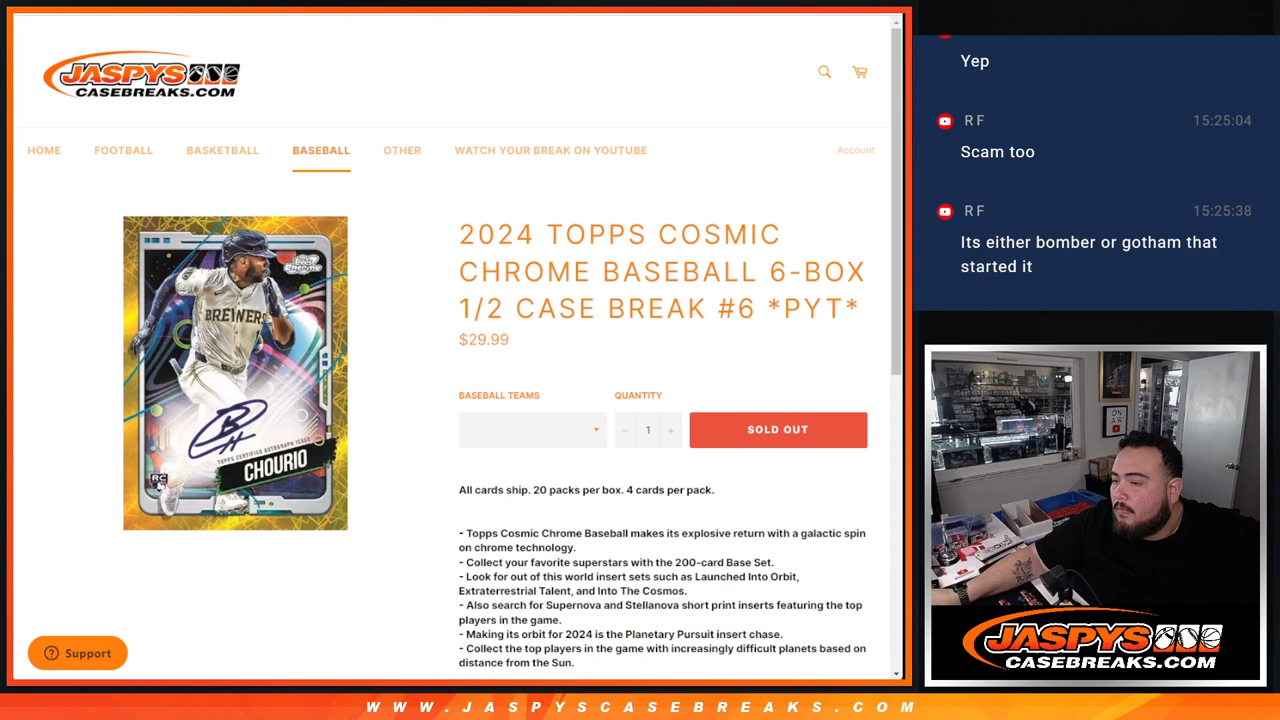 JASPYS
CASEBREAKS.COM
HOME
FOOTBALL
BASKETBALL
BASEBALL
OTHER
WATCH YOUR BREAK ON YOUTUBE
Account
BREWERS
TOPPS CERTIFIED AUTOGRAPH ISSUE
CHOURIO
RC
2024 TOPPS COSMIC
CHROME BASEBALL 6-BOX
1/2 CASE BREAK #6 *PYT*
$29.99
BASEBALL TEAMS
QUANTITY
− 1 +
SOLD OUT
All cards ship. 20 packs per box. 4 cards per pack.
- Topps Cosmic Chrome Baseball makes its explosive return with a galactic spin
on chrome technology.
- Collect your favorite superstars with the 200-card Base Set.
- Look for out of this world insert sets such as Launched Into Orbit,
Extraterrestrial Talent, and Into The Cosmos.
- Also search for Supernova and Stellanova short print inserts featuring the top
players in the game.
- Making its orbit for 2024 is the Planetary Pursuit insert chase.
- Collect the top players in the game with increasingly difficult planets based on
distance from the Sun.
Support
Yep
R F 15:25:04
Scam too
R F 15:25:38
Its either bomber or gotham that
started it
ON
AIR
JASPYS
CASEBREAKS.COM
WWW.JASPYSCASEBREAKS.COM